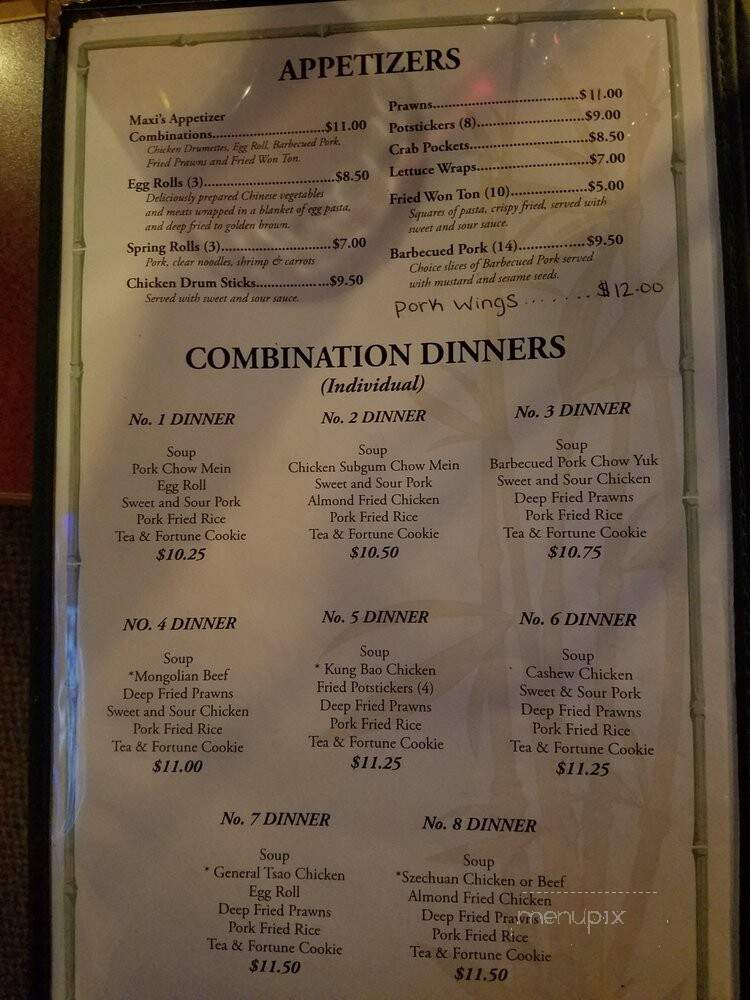 APPETIZERS
Maxi's Appetizer
Combinations..............................$11.00
Chicken Drumettes, Egg Roll, Barbecued Pork,
Fried Prawns and Fried Won Ton.
Egg Rolls (3)..................................$8.50
Deliciously prepared Chinese vegetables
and meats wrapped in a blanket of egg pasta,
and deep fried to golden brown.
Spring Rolls (3)............................$7.00
Pork, clear noodles, shrimp & carrots
Chicken Drum Sticks..................$9.50
Served with sweet and sour sauce.
Prawns.......................................$11.00
Potstickers (8)............................$9.00
Crab Pockets..............................$8.50
Lettuce Wraps............................$7.00
Fried Won Ton (10)...................$5.00
Squares of pasta, crispy fried, served with
sweet and sour sauce.
Barbecued Pork (14)..................$9.50
Choice slices of Barbecued Pork served
with mustard and sesame seeds.
Pork Wings.......$12.00
COMBINATION DINNERS
(Individual)
No. 1 DINNER
Soup
Pork Chow Mein
Egg Roll
Sweet and Sour Pork
Pork Fried Rice
Tea & Fortune Cookie
$10.25
No. 2 DINNER
Soup
Chicken Subgum Chow Mein
Sweet and Sour Pork
Almond Fried Chicken
Pork Fried Rice
Tea & Fortune Cookie
$10.50
No. 3 DINNER
Soup
Barbecued Pork Chow Yuk
Sweet and Sour Chicken
Deep Fried Prawns
Pork Fried Rice
Tea & Fortune Cookie
$10.75
NO. 4 DINNER
Soup
*Mongolian Beef
Deep Fried Prawns
Sweet and Sour Chicken
Pork Fried Rice
Tea & Fortune Cookie
$11.00
No. 5 DINNER
Soup
* Kung Bao Chicken
Fried Potstickers (4)
Deep Fried Prawns
Pork Fried Rice
Tea & Fortune Cookie
$11.25
No. 6 DINNER
Soup
Cashew Chicken
Sweet & Sour Pork
Deep Fried Prawns
Pork Fried Rice
Tea & Fortune Cookie
$11.25
No. 7 DINNER
Soup
* General Tsao Chicken
Egg Roll
Deep Fried Prawns
Pork Fried Rice
Tea & Fortune Cookie
$11.50
No. 8 DINNER
Soup
*Szechuan Chicken or Beef
Almond Fried Chicken
Deep Fried Prawns
Pork Fried Rice
Tea & Fortune Cookie
$11.50
menupix